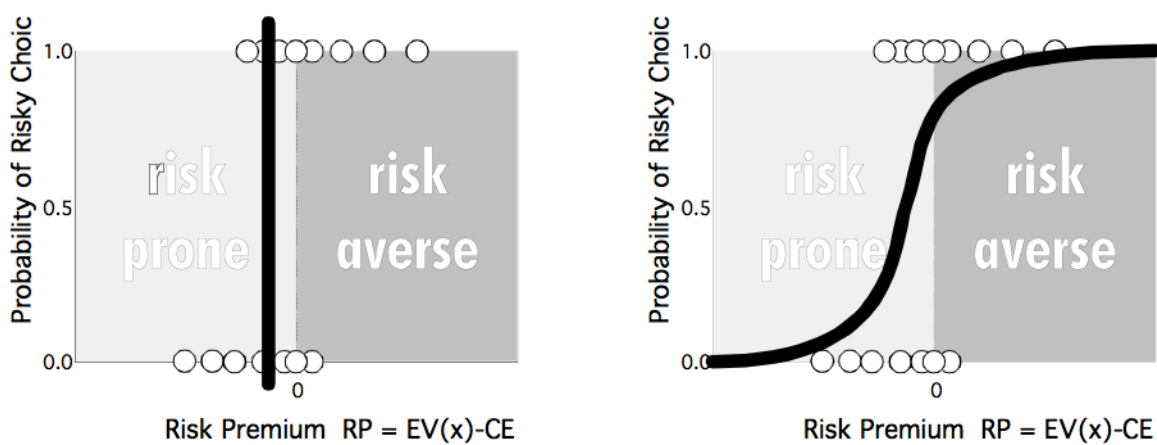 Probability of Risky Choic
1.0
0.5
0.0
risk
prone
risk
averse
0
Risk Premium RP = EV(x)-CE
Probability of Risky Choic
1.0
0.5
0.0
risk
prone
risk
averse
0
Risk Premium RP = EV(x)-CE